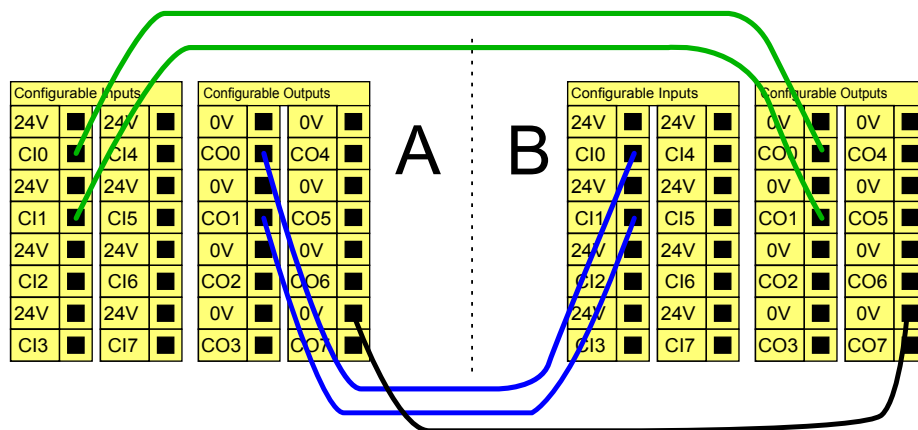 Configurable Inputs
24V 24V
CI0 CI4
24V 24V
CI1 CI5
24V 24V
CI2 CI6
24V 24V
CI3 CI7
Configurable Outputs
0V 0V
CO0 CO4
0V 0V
CO1 CO5
0V 0V
CO2 CO6
0V 0V
CO3 CO7
A
B
Configurable Inputs
24V 24V
CI0 CI4
24V 24V
CI1 CI5
24V 24V
CI2 CI6
24V 24V
CI3 CI7
Configurable Outputs
0V 0V
CO0 CO4
0V 0V
CO1 CO5
0V 0V
CO2 CO6
0V 0V
CO3 CO7